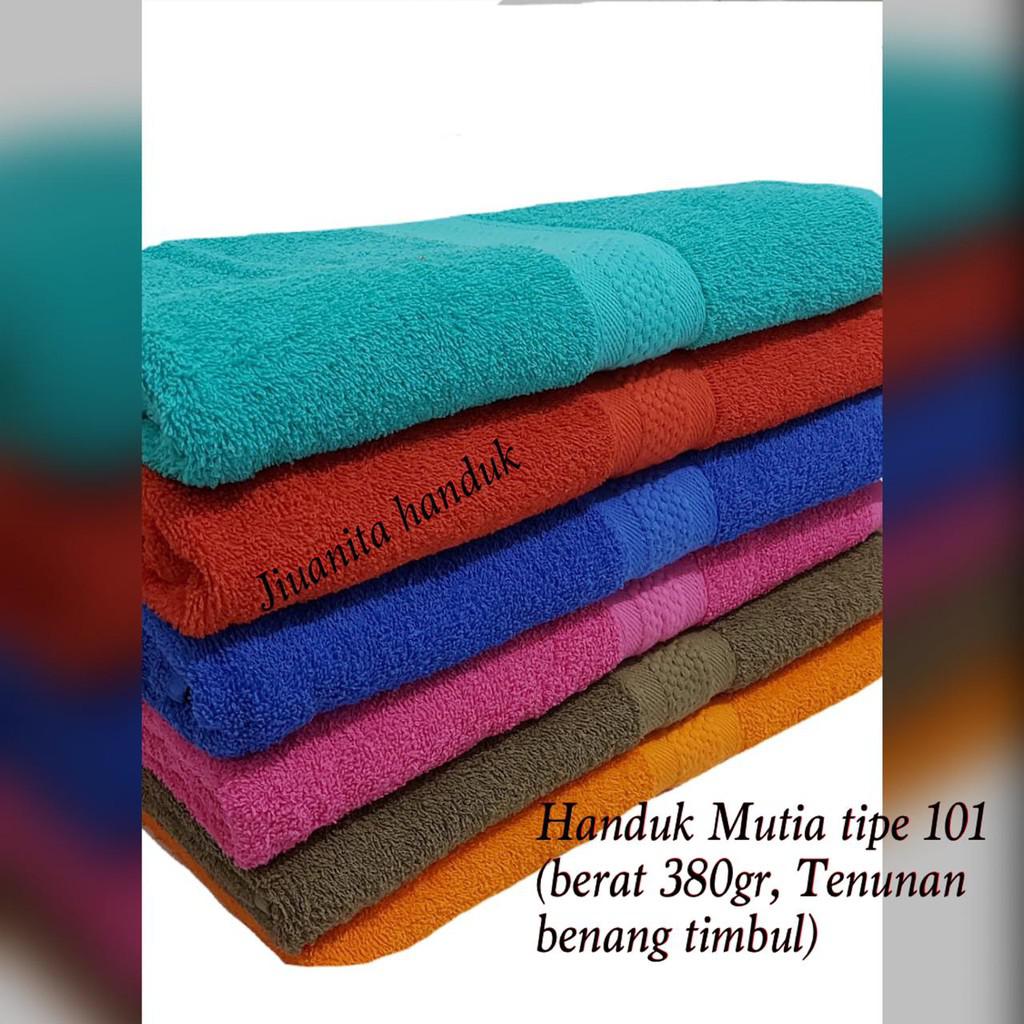 Jiuanita handuk
Handuk Mutia tipe 101
(berat 380gr, Tenunan
benang timbul)